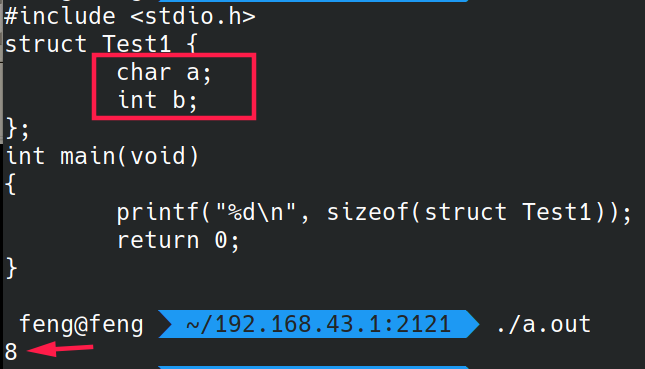 #include <stdio.h>
struct Test1 {
        char a;
        int b;
};
int main(void)
{
        printf("%d\n", sizeof(struct Test1));
        return 0;
}
feng@feng ~/192.168.43.1:2121 ./a.out
8